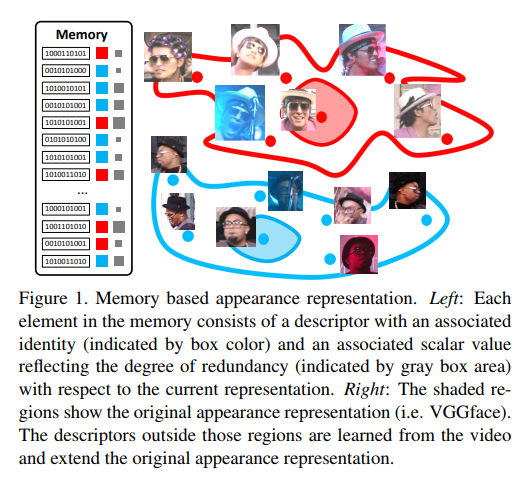 Memory
1000110101
0010101000
1010010101
0010101001
1010101001
0101010100
1010101001
1010011010
...
1000101001
1001101010
0010101001
1010011010
Figure 1. Memory based appearance representation. Left: Each
element in the memory consists of a descriptor with an associated
identity (indicated by box color) and an associated scalar value
reflecting the degree of redundancy (indicated by gray box area)
with respect to the current representation. Right: The shaded re-
gions show the original appearance representation (i.e. VGGface).
The descriptors outside those regions are learned from the video
and extend the original appearance representation.